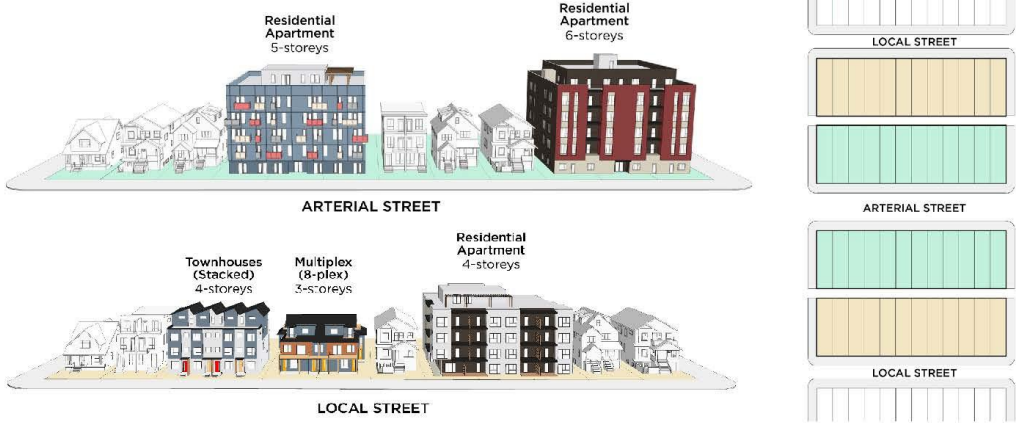 Residential
Apartment
5-storeys
Residential
Apartment
6-storeys
ARTERIAL STREET
Townhouses
(Stacked)
4-storeys
Multiplex
(8-plex)
3-storeys
Residential
Apartment
4-storeys
LOCAL STREET
LOCAL STREET
ARTERIAL STREET
LOCAL STREET